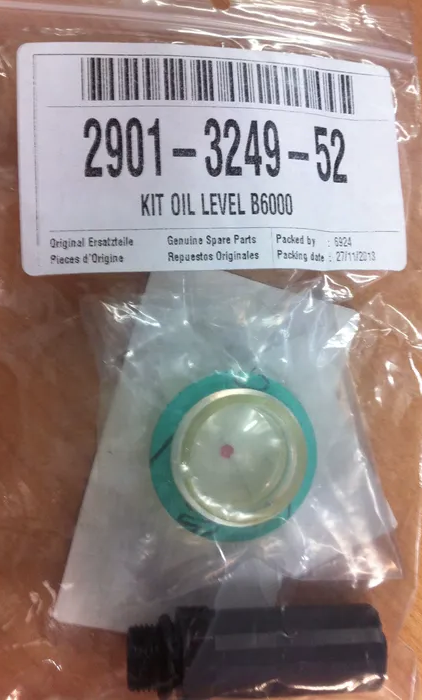 2901-3249-52
KIT OIL LEVEL B6000
Original Ersatzteile
Pieces d'Origine
Genuine Spare Parts
Repuestos Originales
Packed by : 6924
Packing date : 27/11/2013